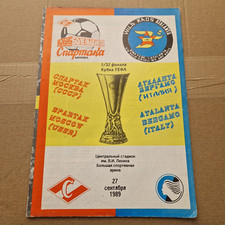 Спартака
1/32 финала
Кубка УЕФА
СПАРТАК
МОСКВА
(СССР)
АТАЛАНТА
БЕРГАМО
(ИТАЛИЯ)
SPARTAK
MOSCOW
(USSR)
ATALANTA
BERGAMO
(ITALY)
Центральный стадион
им. В.И. Ленина
Большая спортивная
арена
27
сентября
1989